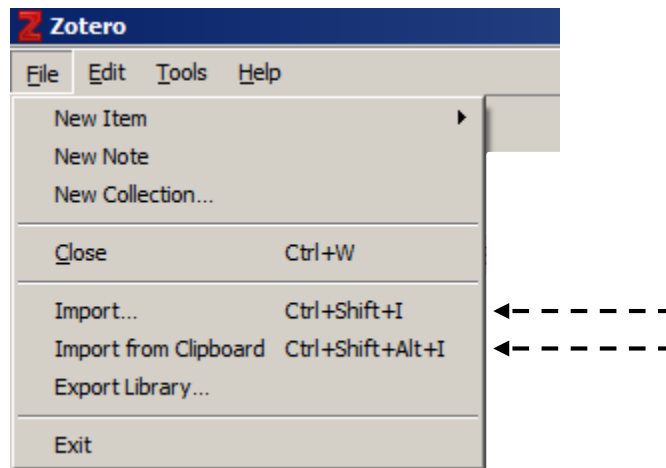 Zotero
File Edit Tools Help
New Item
New Note
New Collection...
Close Ctrl+W
Import... Ctrl+Shift+I
Import from Clipboard Ctrl+Shift+Alt+I
Export Library...
Exit